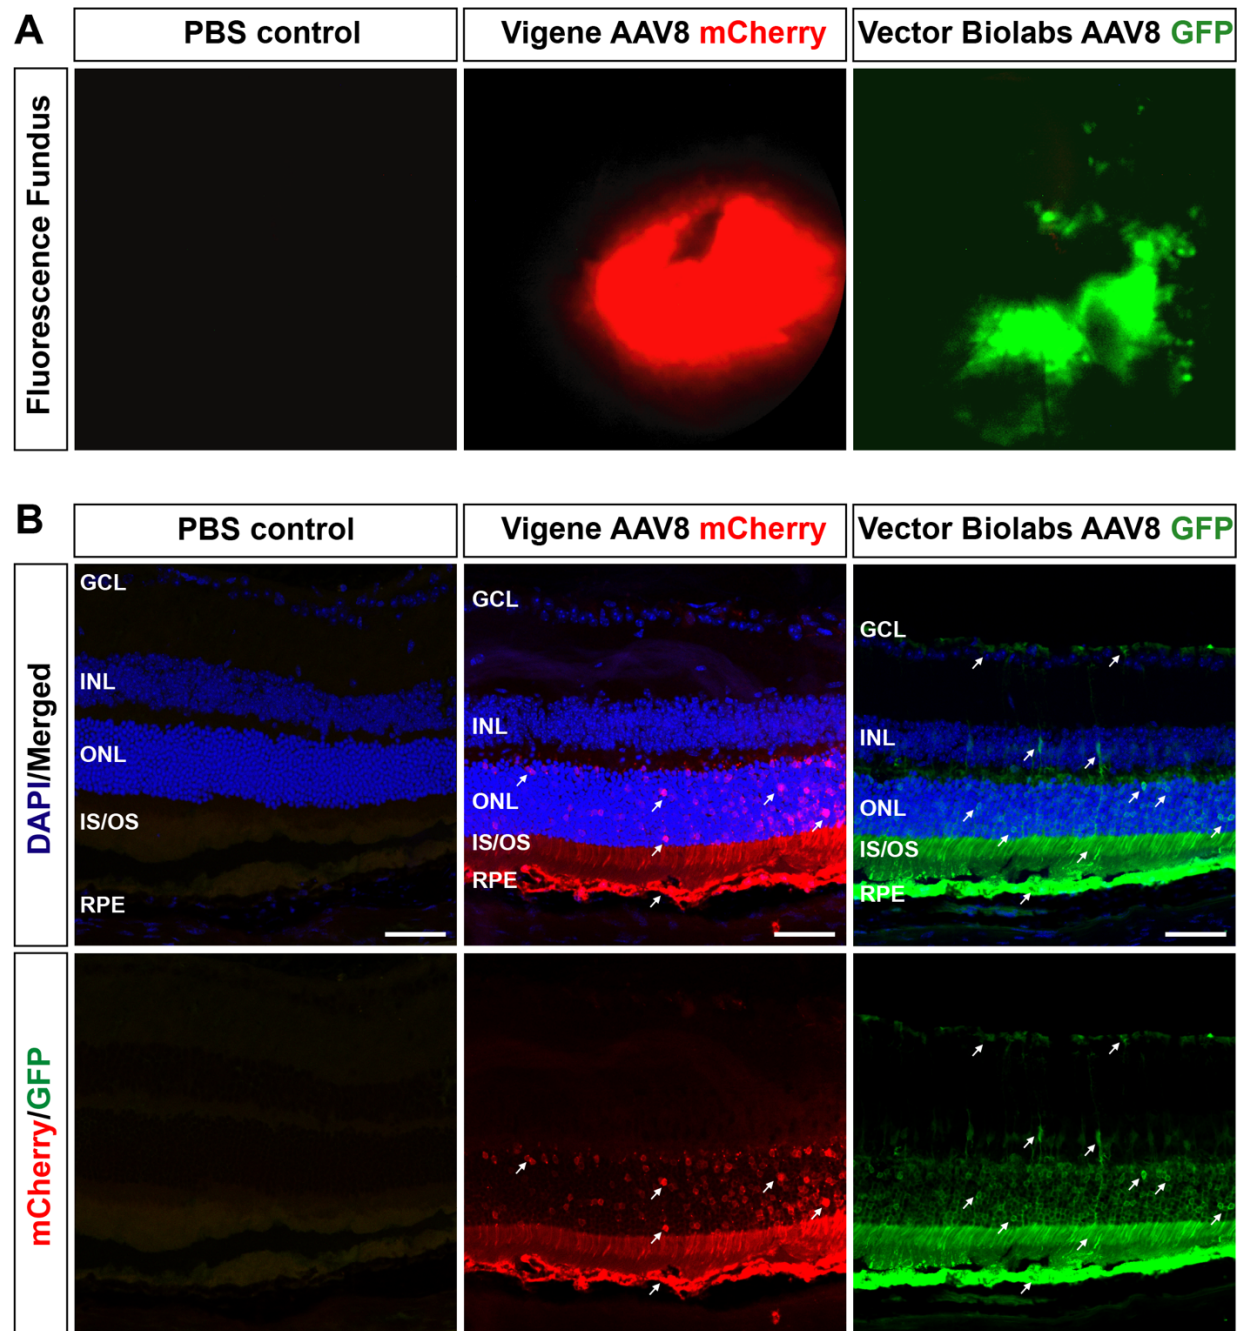 A
PBS control
Vigene AAV8 mCherry
Vector Biolabs AAV8 GFP
Fluorescence Fundus
B
PBS control
Vigene AAV8 mCherry
Vector Biolabs AAV8 GFP
DAPI/Merged
GCL
INL
ONL
IS/OS
RPE
GCL
INL
ONL
IS/OS
RPE
GCL
INL
ONL
IS/OS
RPE
mCherry/GFP